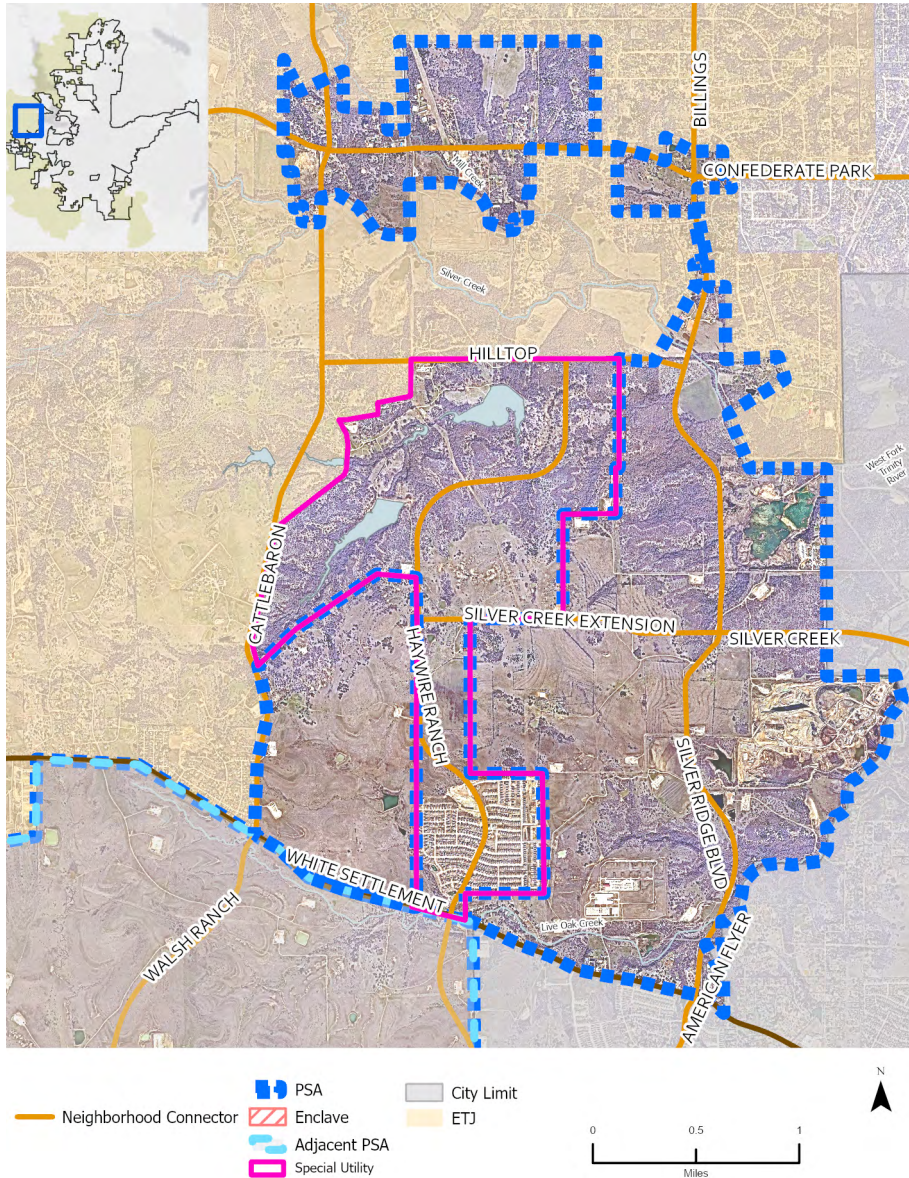 BILLINGS
CONFEDERATE PARK
Mill Creek
Silver Creek
HILLTOP
West Fork
Trinity
River
CATTLEBARON
SILVER CREEK EXTENSION
SILVER CREEK
HAYWIRE RANCH
SILVER RIDGE BLVD
WHITE SETTLEMENT
WALSH RANCH
Live Oak Creek
AMERICAN FLYER
Neighborhood Connector
PSA
Enclave
Adjacent PSA
Special Utility
City Limit
ETJ
N
0 0.5 1
Miles